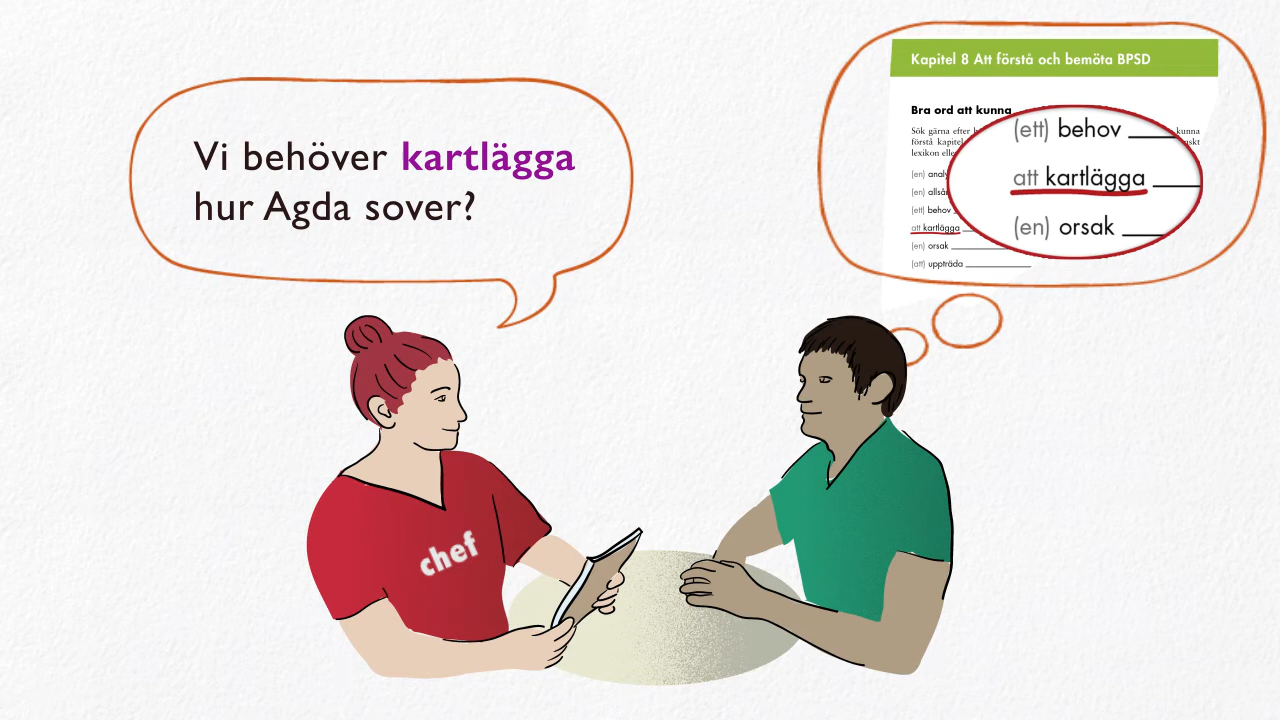 Vi behöver kartlägga
hur Agda sover?
Kapitel 8 Att förstå och bemöta BPSD
Bra ord att kunna
Sök gärna efter
kunna
förstå kapitel
lexikon
(en)
(en)
(ett) behov
att kartlägga
(en) orsak
(att) uppträda
(ett) behov
att kartlägga
(en) orsak
chef